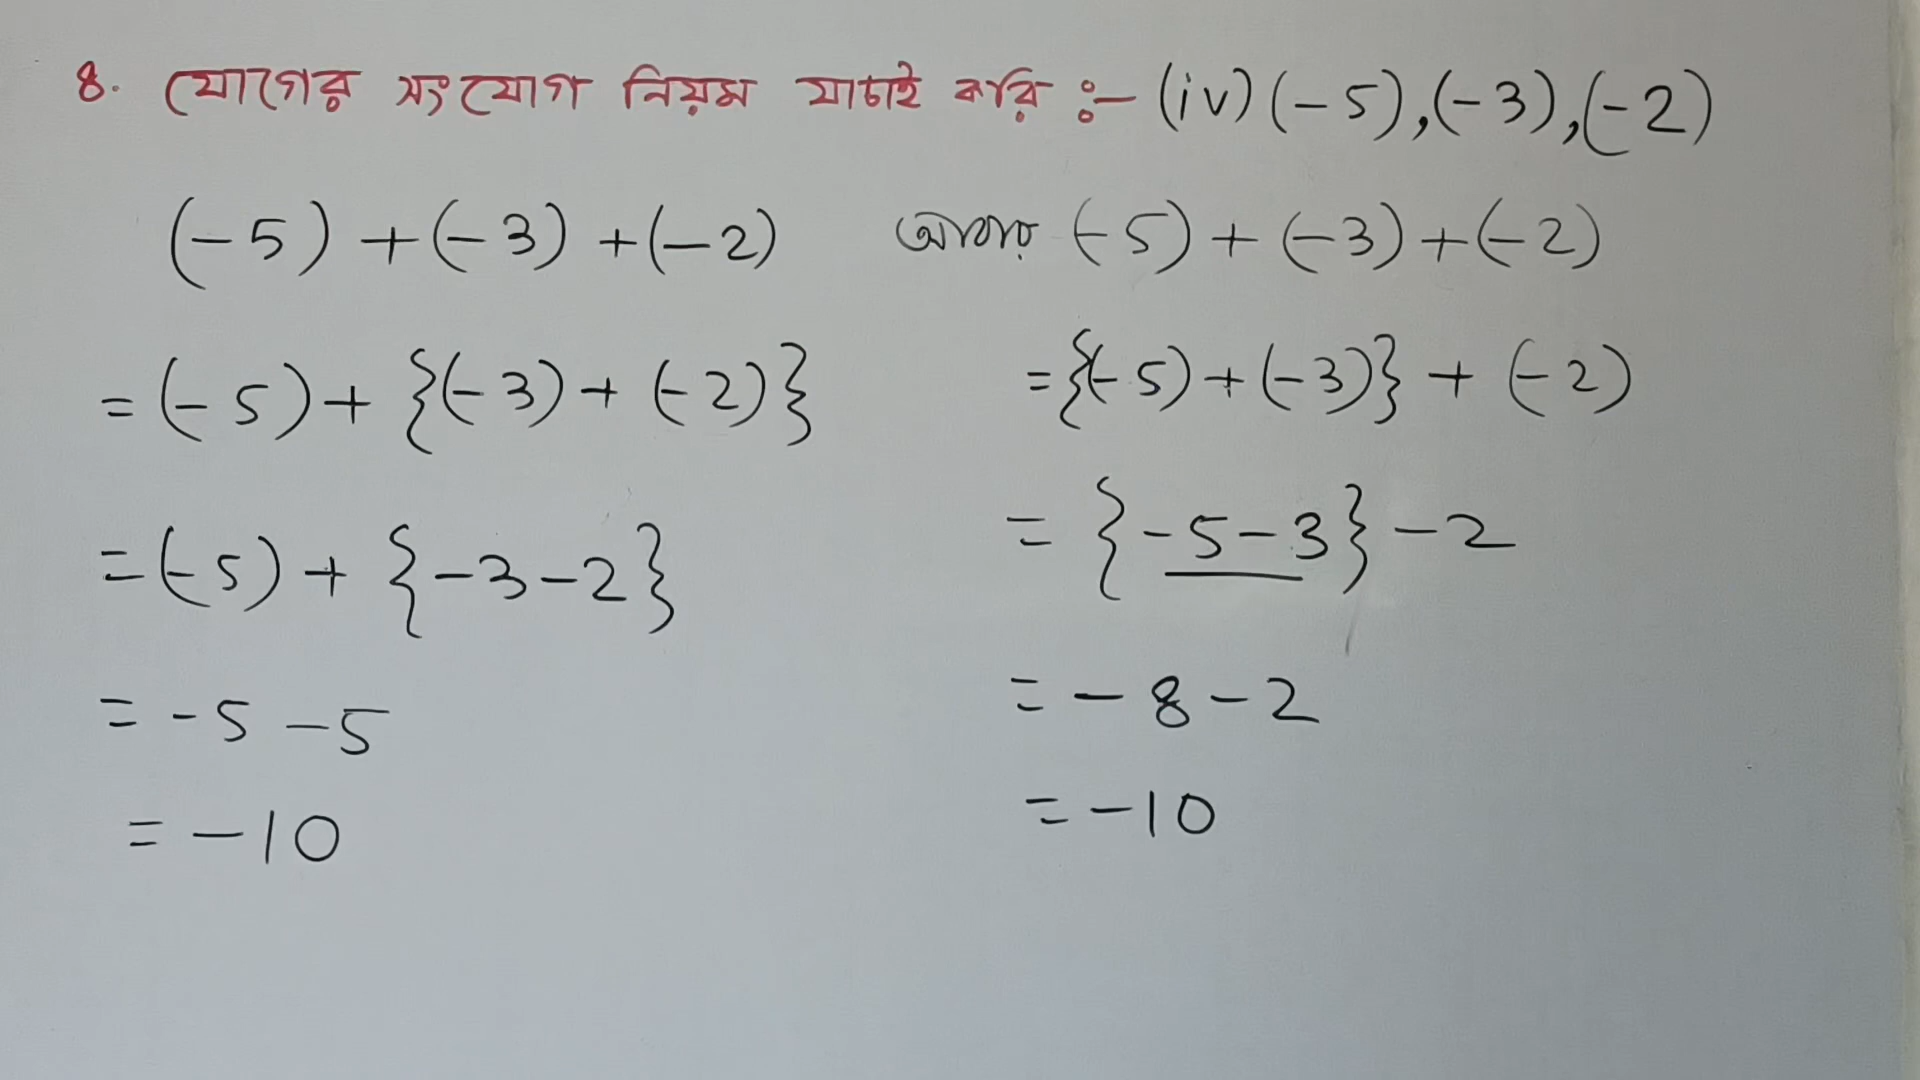 8. যোগের সংযোগ নিয়ম যাচাই করি :- (iv) (-5),(-3),(-2)
(-5) + (-3) + (-2)
= (-5) + {(-3) + (-2)}
= (-5) + {-3-2}
= -5 -5
= -10
আবার (-5) + (-3) + (-2)
= {(-5) + (-3)} + (-2)
= {-5-3} -2
= -8-2
= -10